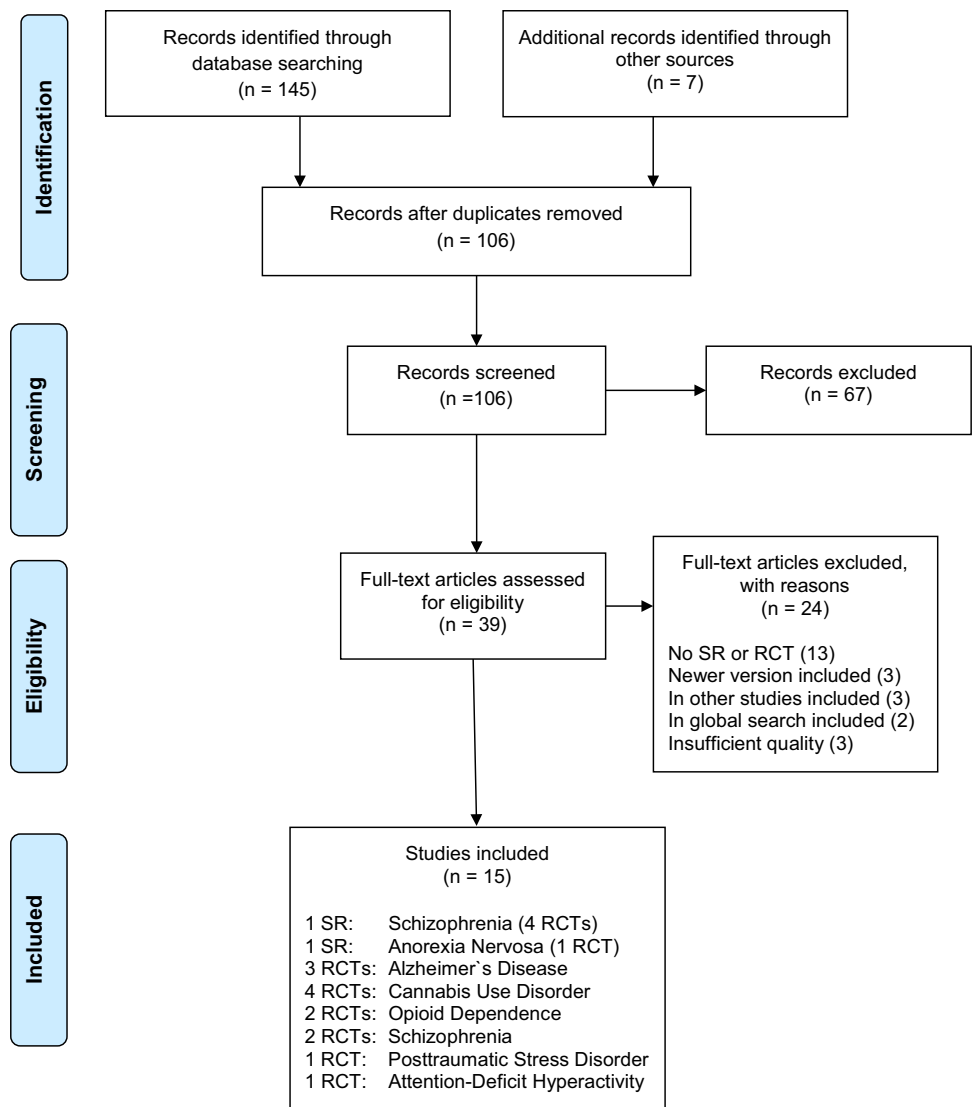 Identification
Records identified through
database searching
(n = 145)
Additional records identified through
other sources
(n = 7)
Records after duplicates removed
(n = 106)
Screening
Records screened
(n =106)
Records excluded
(n = 67)
Eligibility
Full-text articles assessed
for eligibility
(n = 39)
Full-text articles excluded,
with reasons
(n = 24)
No SR or RCT (13)
Newer version included (3)
In other studies included (3)
In global search included (2)
Insufficient quality (3)
Included
Studies included
(n = 15)
1 SR: Schizophrenia (4 RCTs)
1 SR: Anorexia Nervosa (1 RCT)
3 RCTs: Alzheimer`s Disease
4 RCTs: Cannabis Use Disorder
2 RCTs: Opioid Dependence
2 RCTs: Schizophrenia
1 RCT: Posttraumatic Stress Disorder
1 RCT: Attention-Deficit Hyperactivity